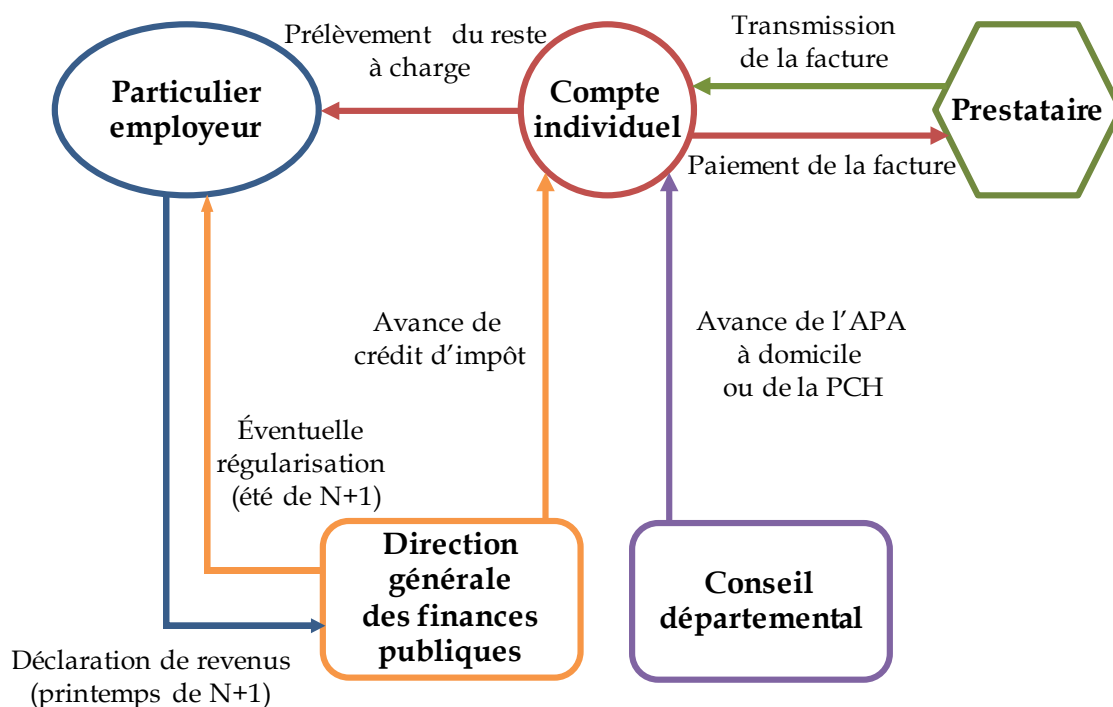 Prélèvement du reste
à charge
Transmission
de la facture
Particulier
employeur
Compte
individuel
Prestataire
Paiement de la facture
Avance de
crédit d'impôt
Avance de l'APA
à domicile
ou de la PCH
Éventuelle
régularisation
(été de N+1)
Direction
générale
des finances
publiques
Conseil
départemental
Déclaration de revenus
(printemps de N+1)